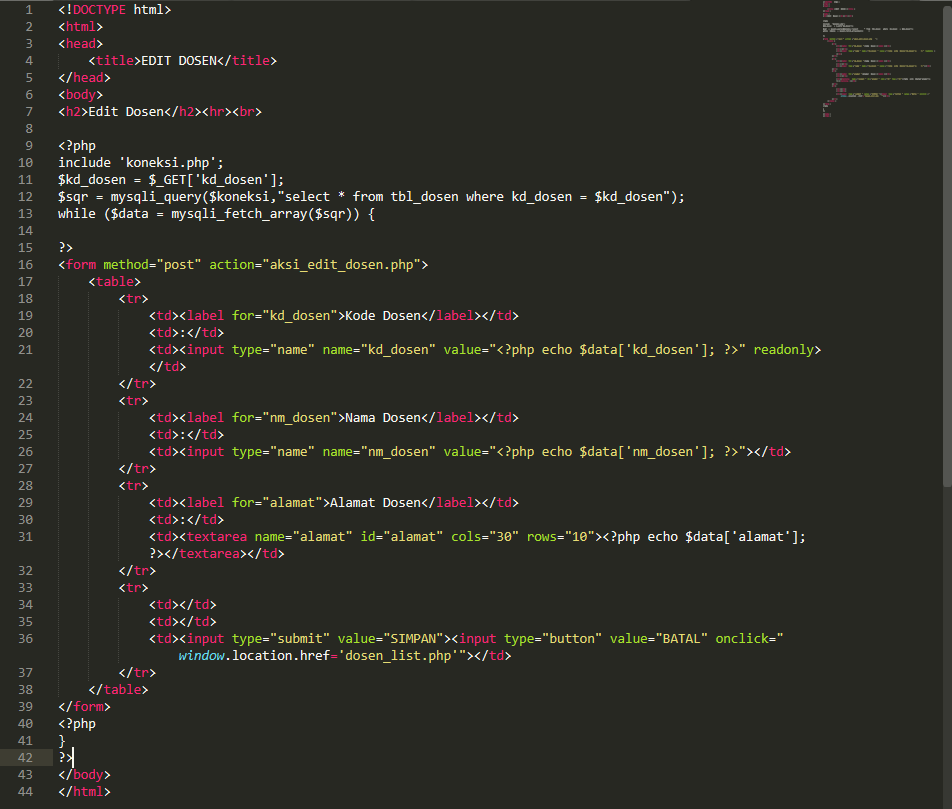 1 <!DOCTYPE html>
2 <html>
3 <head>
4     <title>EDIT DOSEN</title>
5 </head>
6 <body>
7 <h2>Edit Dosen</h2><hr><br>
8
9 <?php
10 include 'koneksi.php';
11 $kd_dosen = $_GET['kd_dosen'];
12 $sqr = mysqli_query($koneksi,"select * from tbl_dosen where kd_dosen = $kd_dosen");
13 while ($data = mysqli_fetch_array($sqr)) {
14
15 ?>
16 <form method="post" action="aksi_edit_dosen.php">
17     <table>
18         <tr>
19             <td><label for="kd_dosen">Kode Dosen</label></td>
20             <td>:</td>
21             <td><input type="name" name="kd_dosen" value="<?php echo $data['kd_dosen']; ?>" readonly>
            </td>
22         </tr>
23         <tr>
24             <td><label for="nm_dosen">Nama Dosen</label></td>
25             <td>:</td>
26             <td><input type="name" name="nm_dosen" value="<?php echo $data['nm_dosen']; ?>"></td>
27         </tr>
28         <tr>
29             <td><label for="alamat">Alamat Dosen</label></td>
30             <td>:</td>
31             <td><textarea name="alamat" id="alamat" cols="30" rows="10"><?php echo $data['alamat'];
            ?></textarea></td>
32         </tr>
33         <tr>
34             <td></td>
35             <td></td>
36             <td><input type="submit" value="SIMPAN"><input type="button" value="BATAL" onclick="
                window.location.href='dosen_list.php'"></td>
37         </tr>
38     </table>
39 </form>
40 <?php
41 }
42 ?>
43 </body>
44 </html>